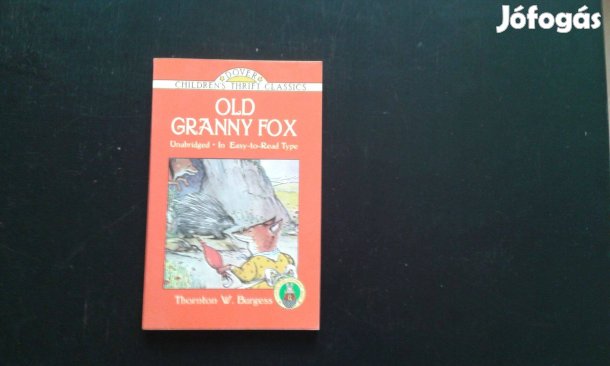 Jófogás
DOVER
CHILDREN'S THRIFT CLASSICS
OLD
GRANNY FOX
Unabridged • In Easy-to-Read Type
Thornton W. Burgess